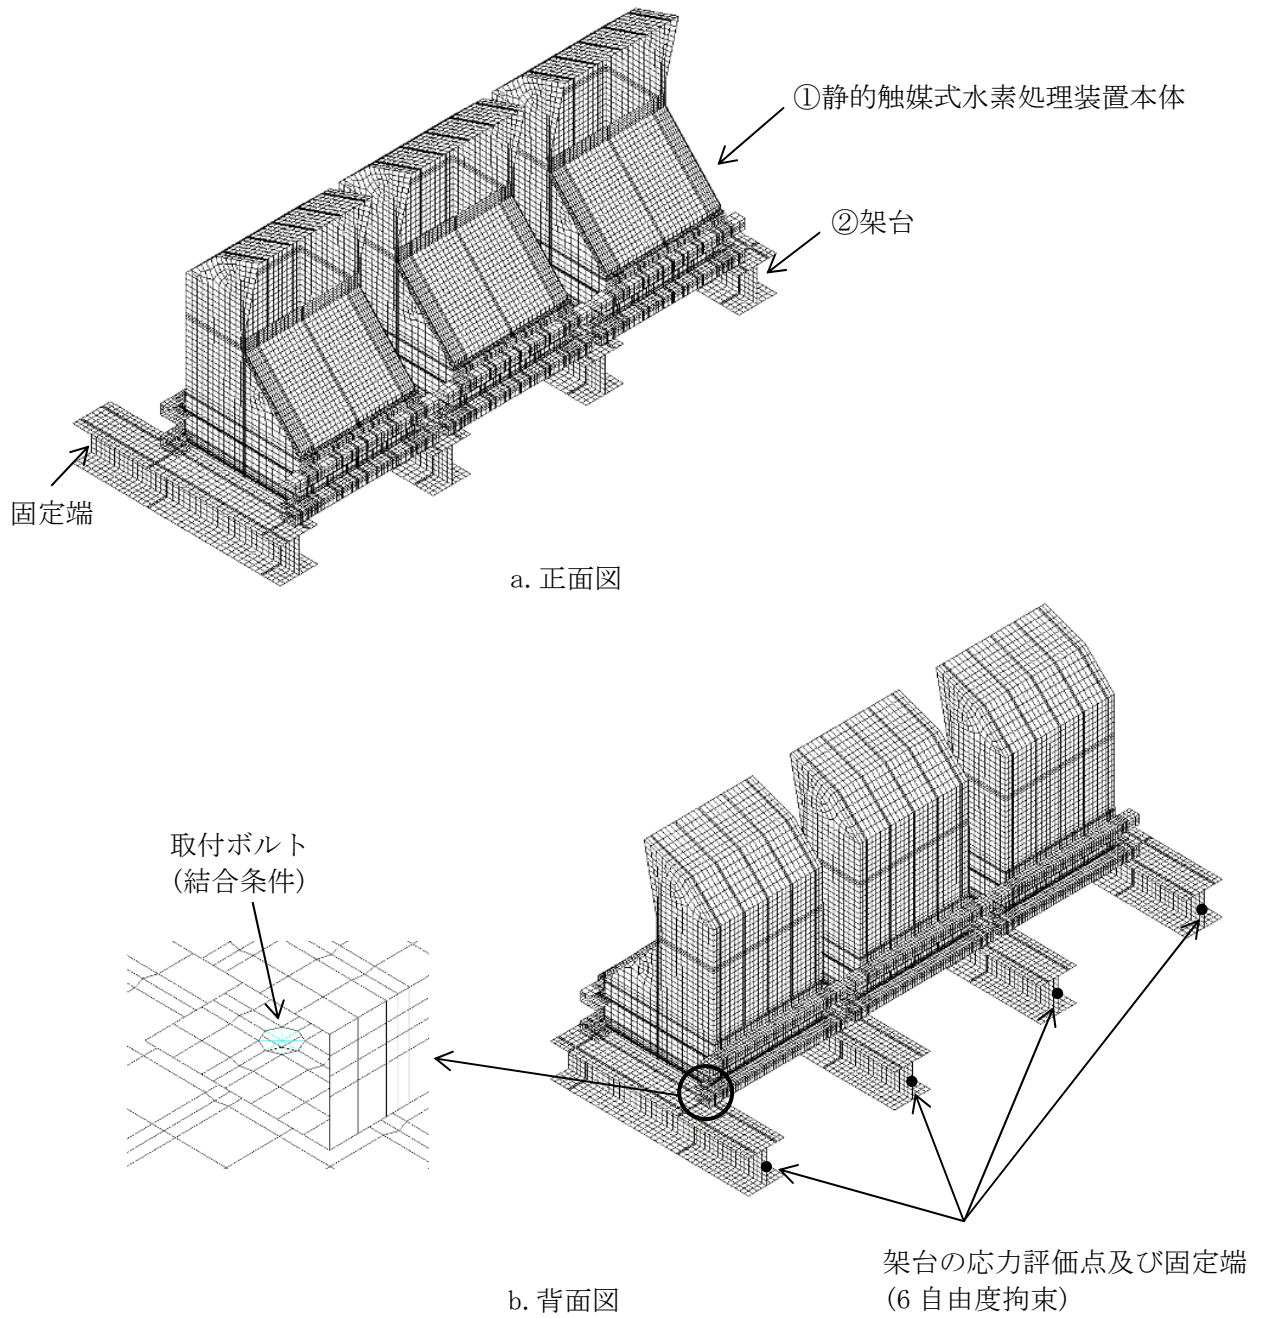 ①静的触媒式水素処理装置本体
②架台
固定端
a.正面図
取付ボルト
(結合条件)
架台の応力評価点及び固定端
(6 自由度拘束)
b.背面図